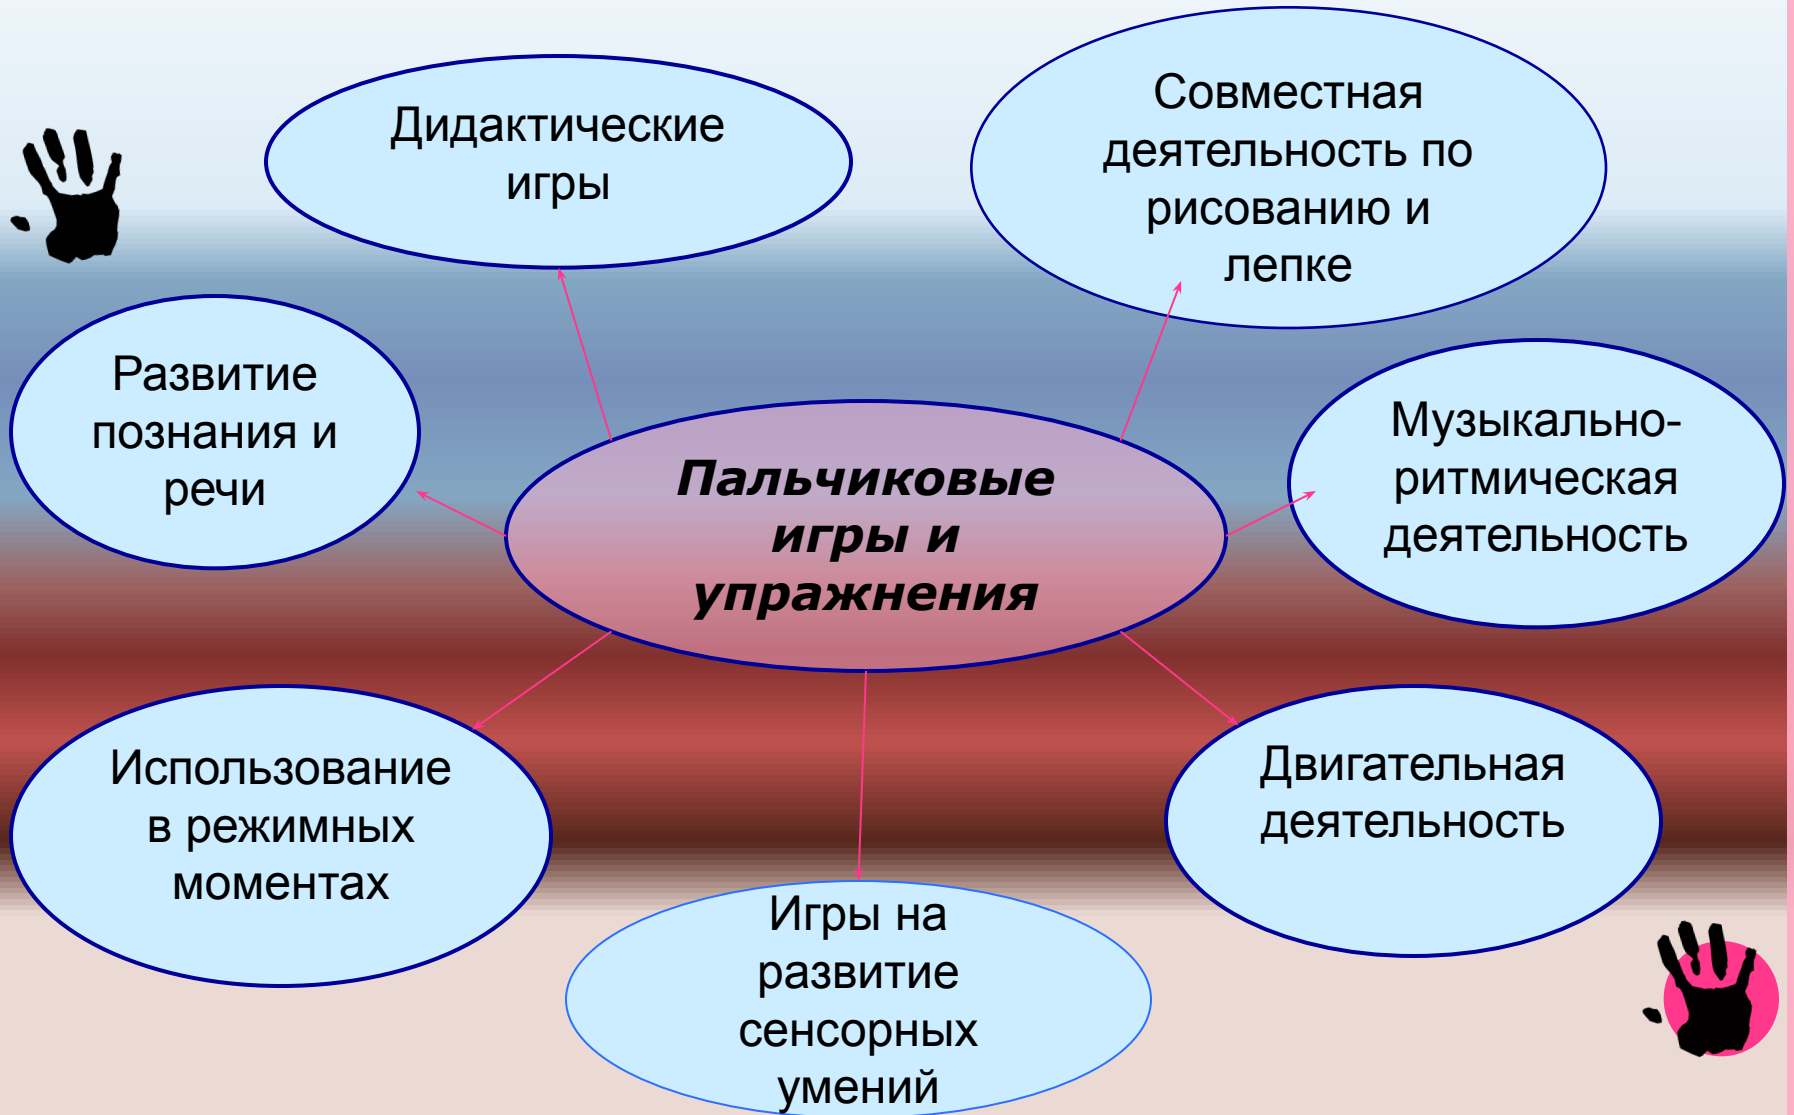 Дидактические
игры
Совместная
деятельность по
рисованию и
лепке
Развитие
познания и
речи
Музыкально-
ритмическая
деятельность
Пальчиковые
игры и
упражнения
Использование
в режимных
моментах
Двигательная
деятельность
Игры на
развитие
сенсорных
умений